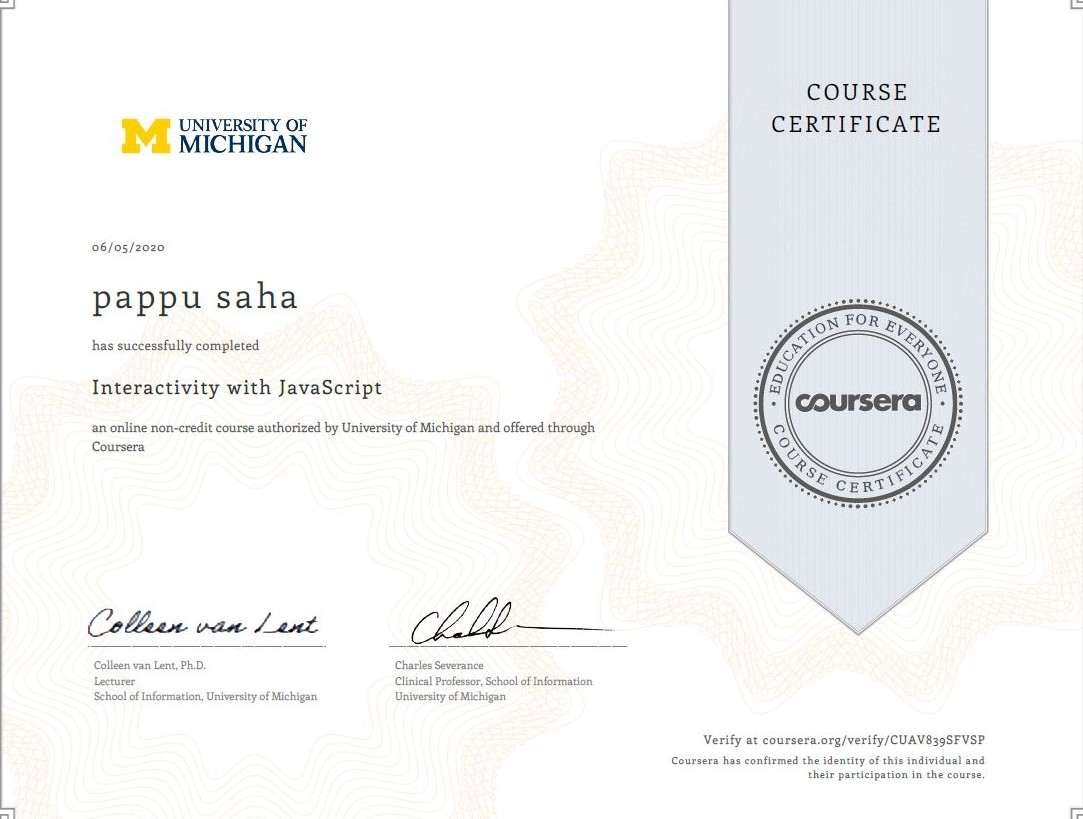 COURSE
CERTIFICATE
UNIVERSITY OF
MICHIGAN
06/05/2020
pappu saha
has successfully completed
Interactivity with JavaScript
an online non-credit course authorized by University of Michigan and offered through
Coursera
EDUCATION FOR EVERYONE
coursera
COURSE CERTIFICATE
Colleen van Lent
Colleen van Lent, Ph.D.
Lecturer
School of Information, University of Michigan
Charles Severance
Clinical Professor, School of Information
University of Michigan
Verify at coursera.org/verify/CUAV839SFVSP
Coursera has confirmed the identity of this individual and
their participation in the course.